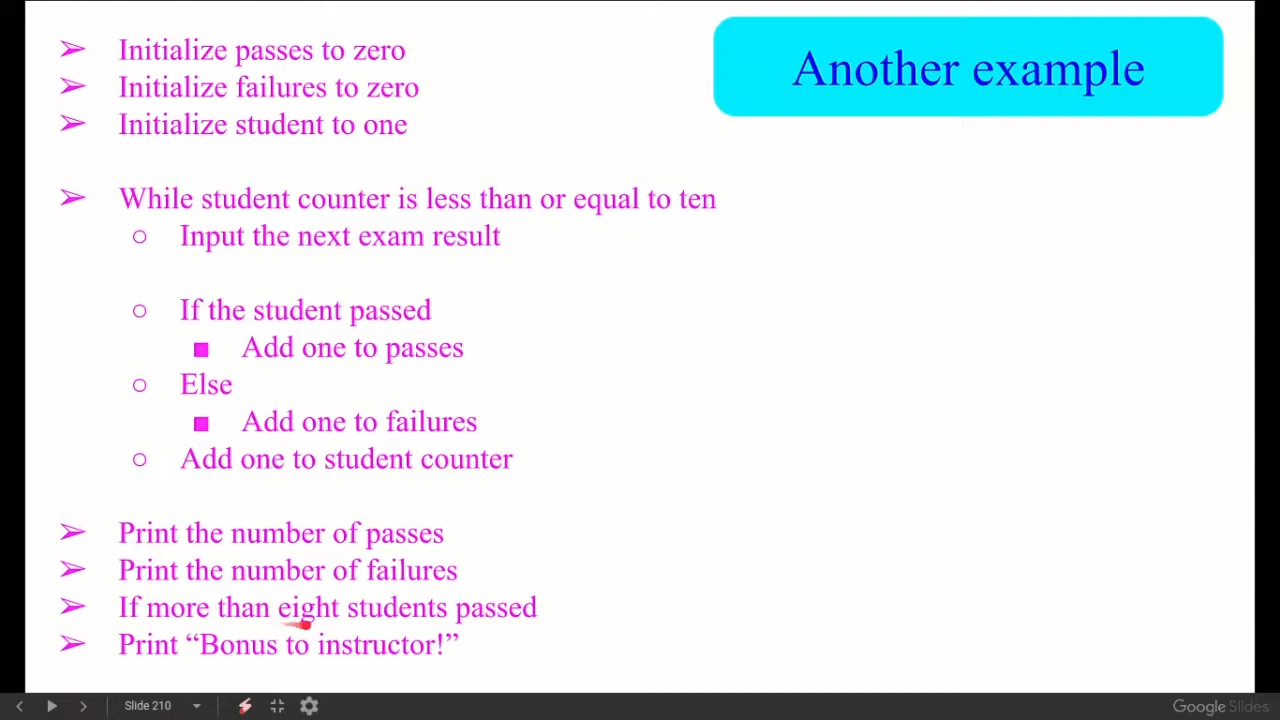 Another example
➢ Initialize passes to zero
➢ Initialize failures to zero
➢ Initialize student to one
➢ While student counter is less than or equal to ten
○ Input the next exam result
○ If the student passed
■ Add one to passes
○ Else
■ Add one to failures
○ Add one to student counter
➢ Print the number of passes
➢ Print the number of failures
➢ If more than eight students passed
➢ Print “Bonus to instructor!”
Slide 210
Google Slides